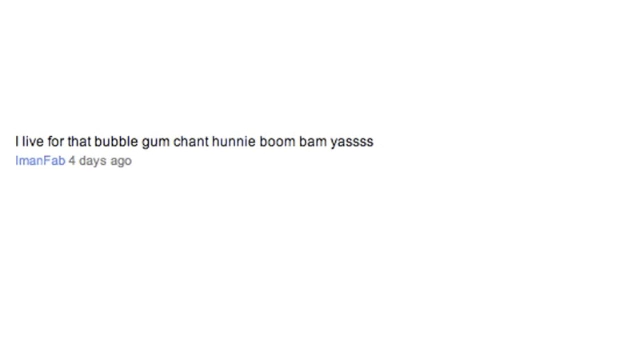 I live for that bubble gum chant hunnie boom bam yassss
ImanFab 4 days ago